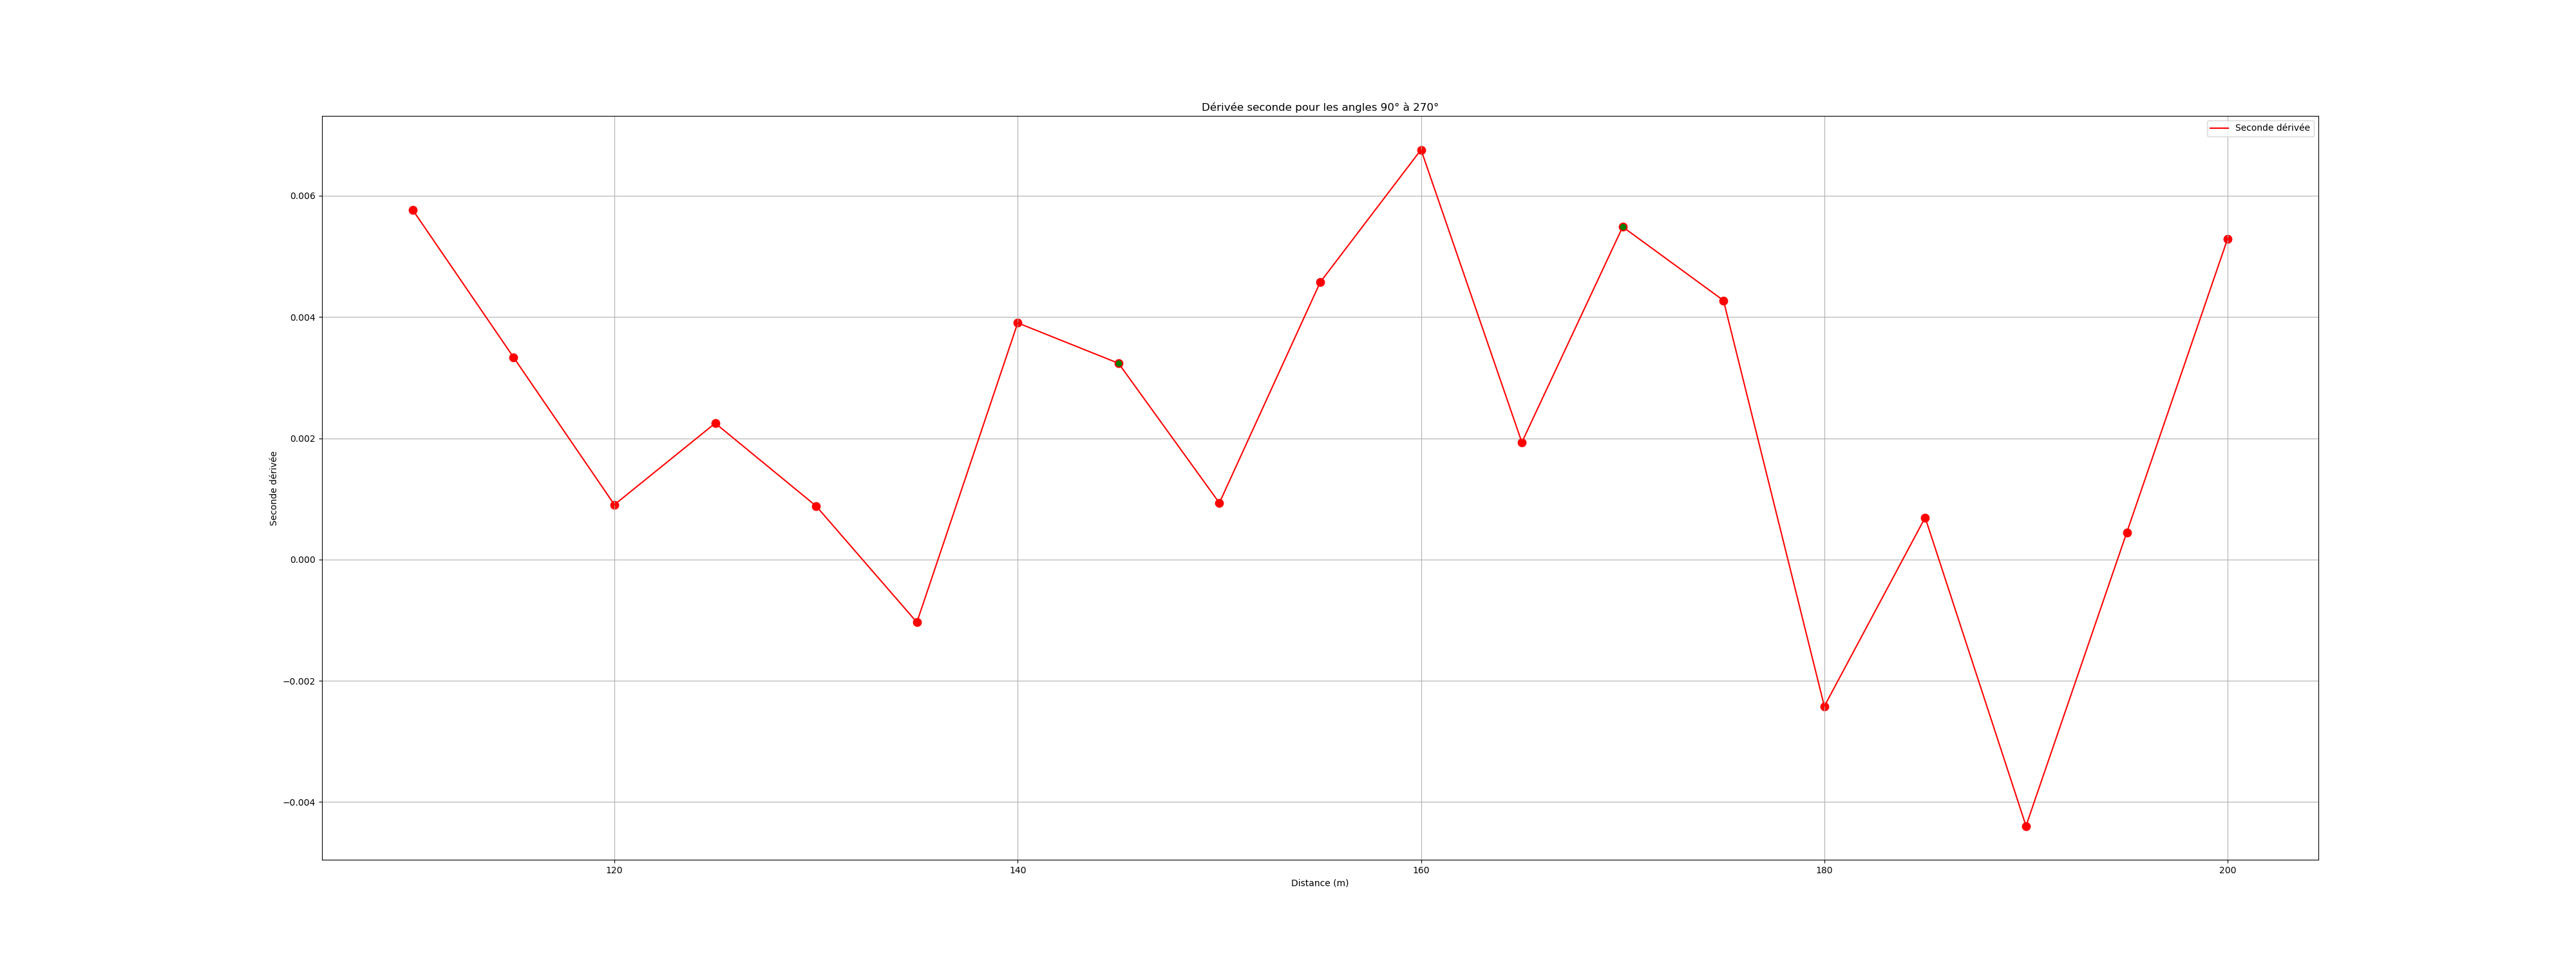 Dérivée seconde pour les angles 90° à 270°
Seconde dérivée
0.006
0.004
0.002
0.000
−0.002
−0.004
Seconde dérivée
120
140
160
180
200
Distance (m)